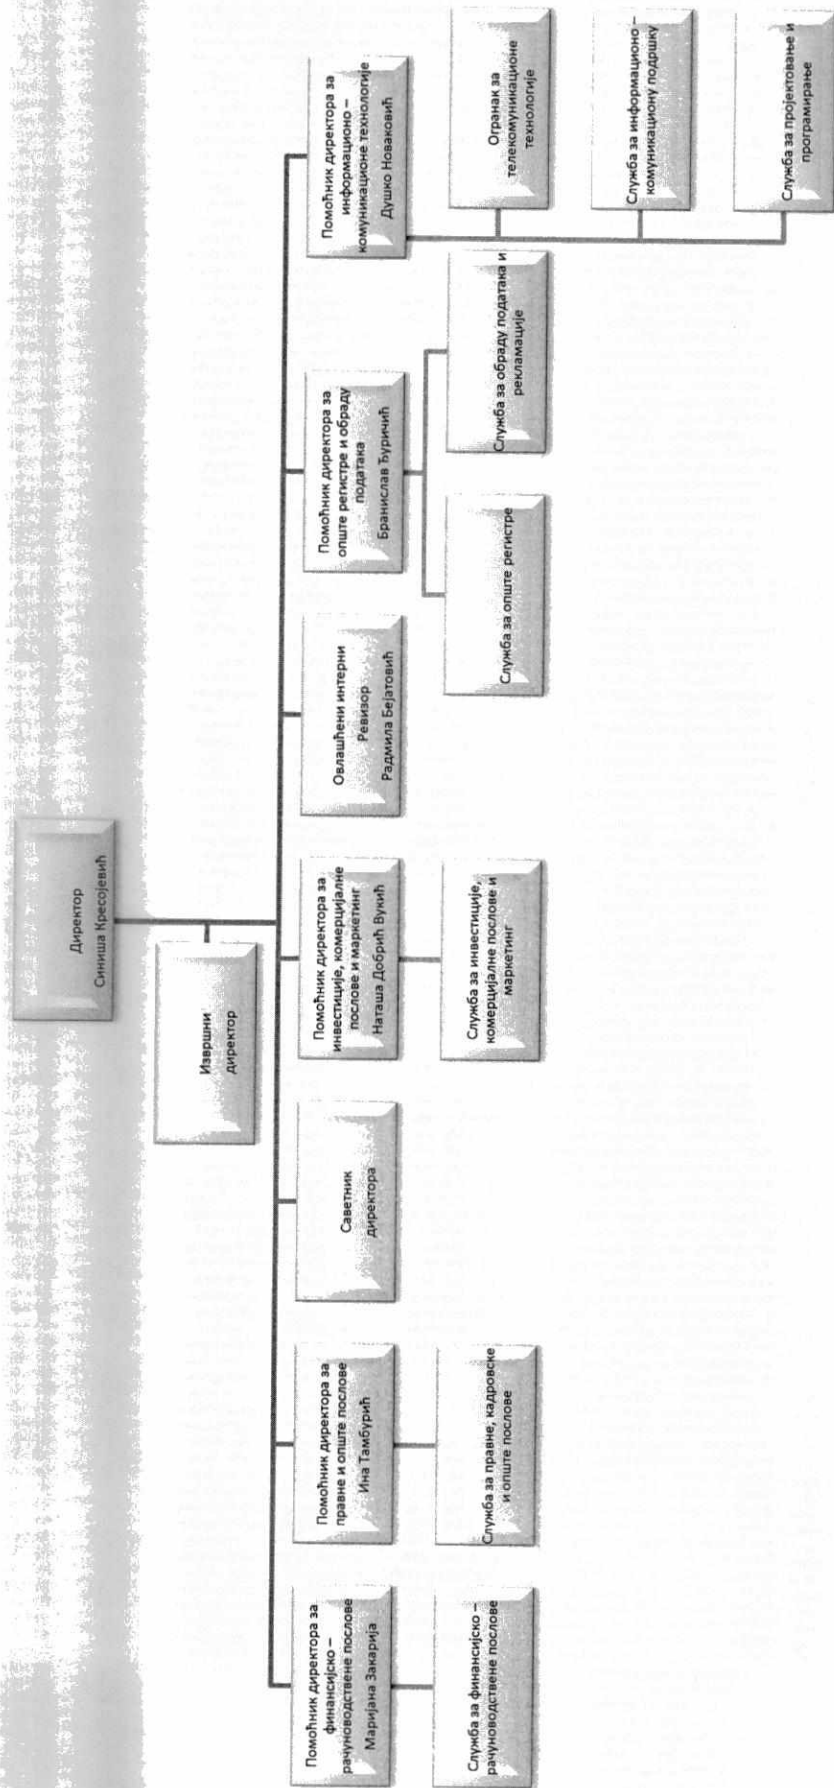 Директор
Синиша Кресојевић
Извршни
директор
Помоћник директора за
финансијско –
рачуноводствене послове
Маријана Закарија
Помоћник директора за
правне и опште послове
Ина Тамбурић
Саветник
директора
Помоћник директора за
инвестиције, комерцијалне
послове и маркетинг
Наташа Добрић Вукић
Овлашћени интерни
Ревизор
Радмила Бејатовић
Помоћник директора за
опште регистре и обраду
података
Бранислав Ђуричић
Помоћник директора за
информационо –
комуникационе технологије
Душко Новаковић
Служба за финансијско –
рачуноводствене послове
Служба за правне, кадровске
и опште послове
Служба за инвестиције,
комерцијалне послове и
маркетинг
Служба за опште регистре
Служба за обраду података и
рекламације
Огранак за
телекомуникационе
технологије
Служба за информационо –
комуникациону подршку
Служба за пројектовање и
програмирање